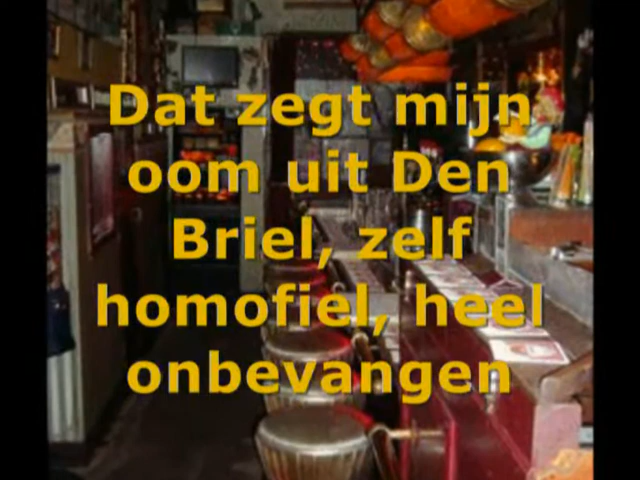 Dat zegt mijn
oom uit Den
Briel, zelf
homofiel, heel
onbevangen